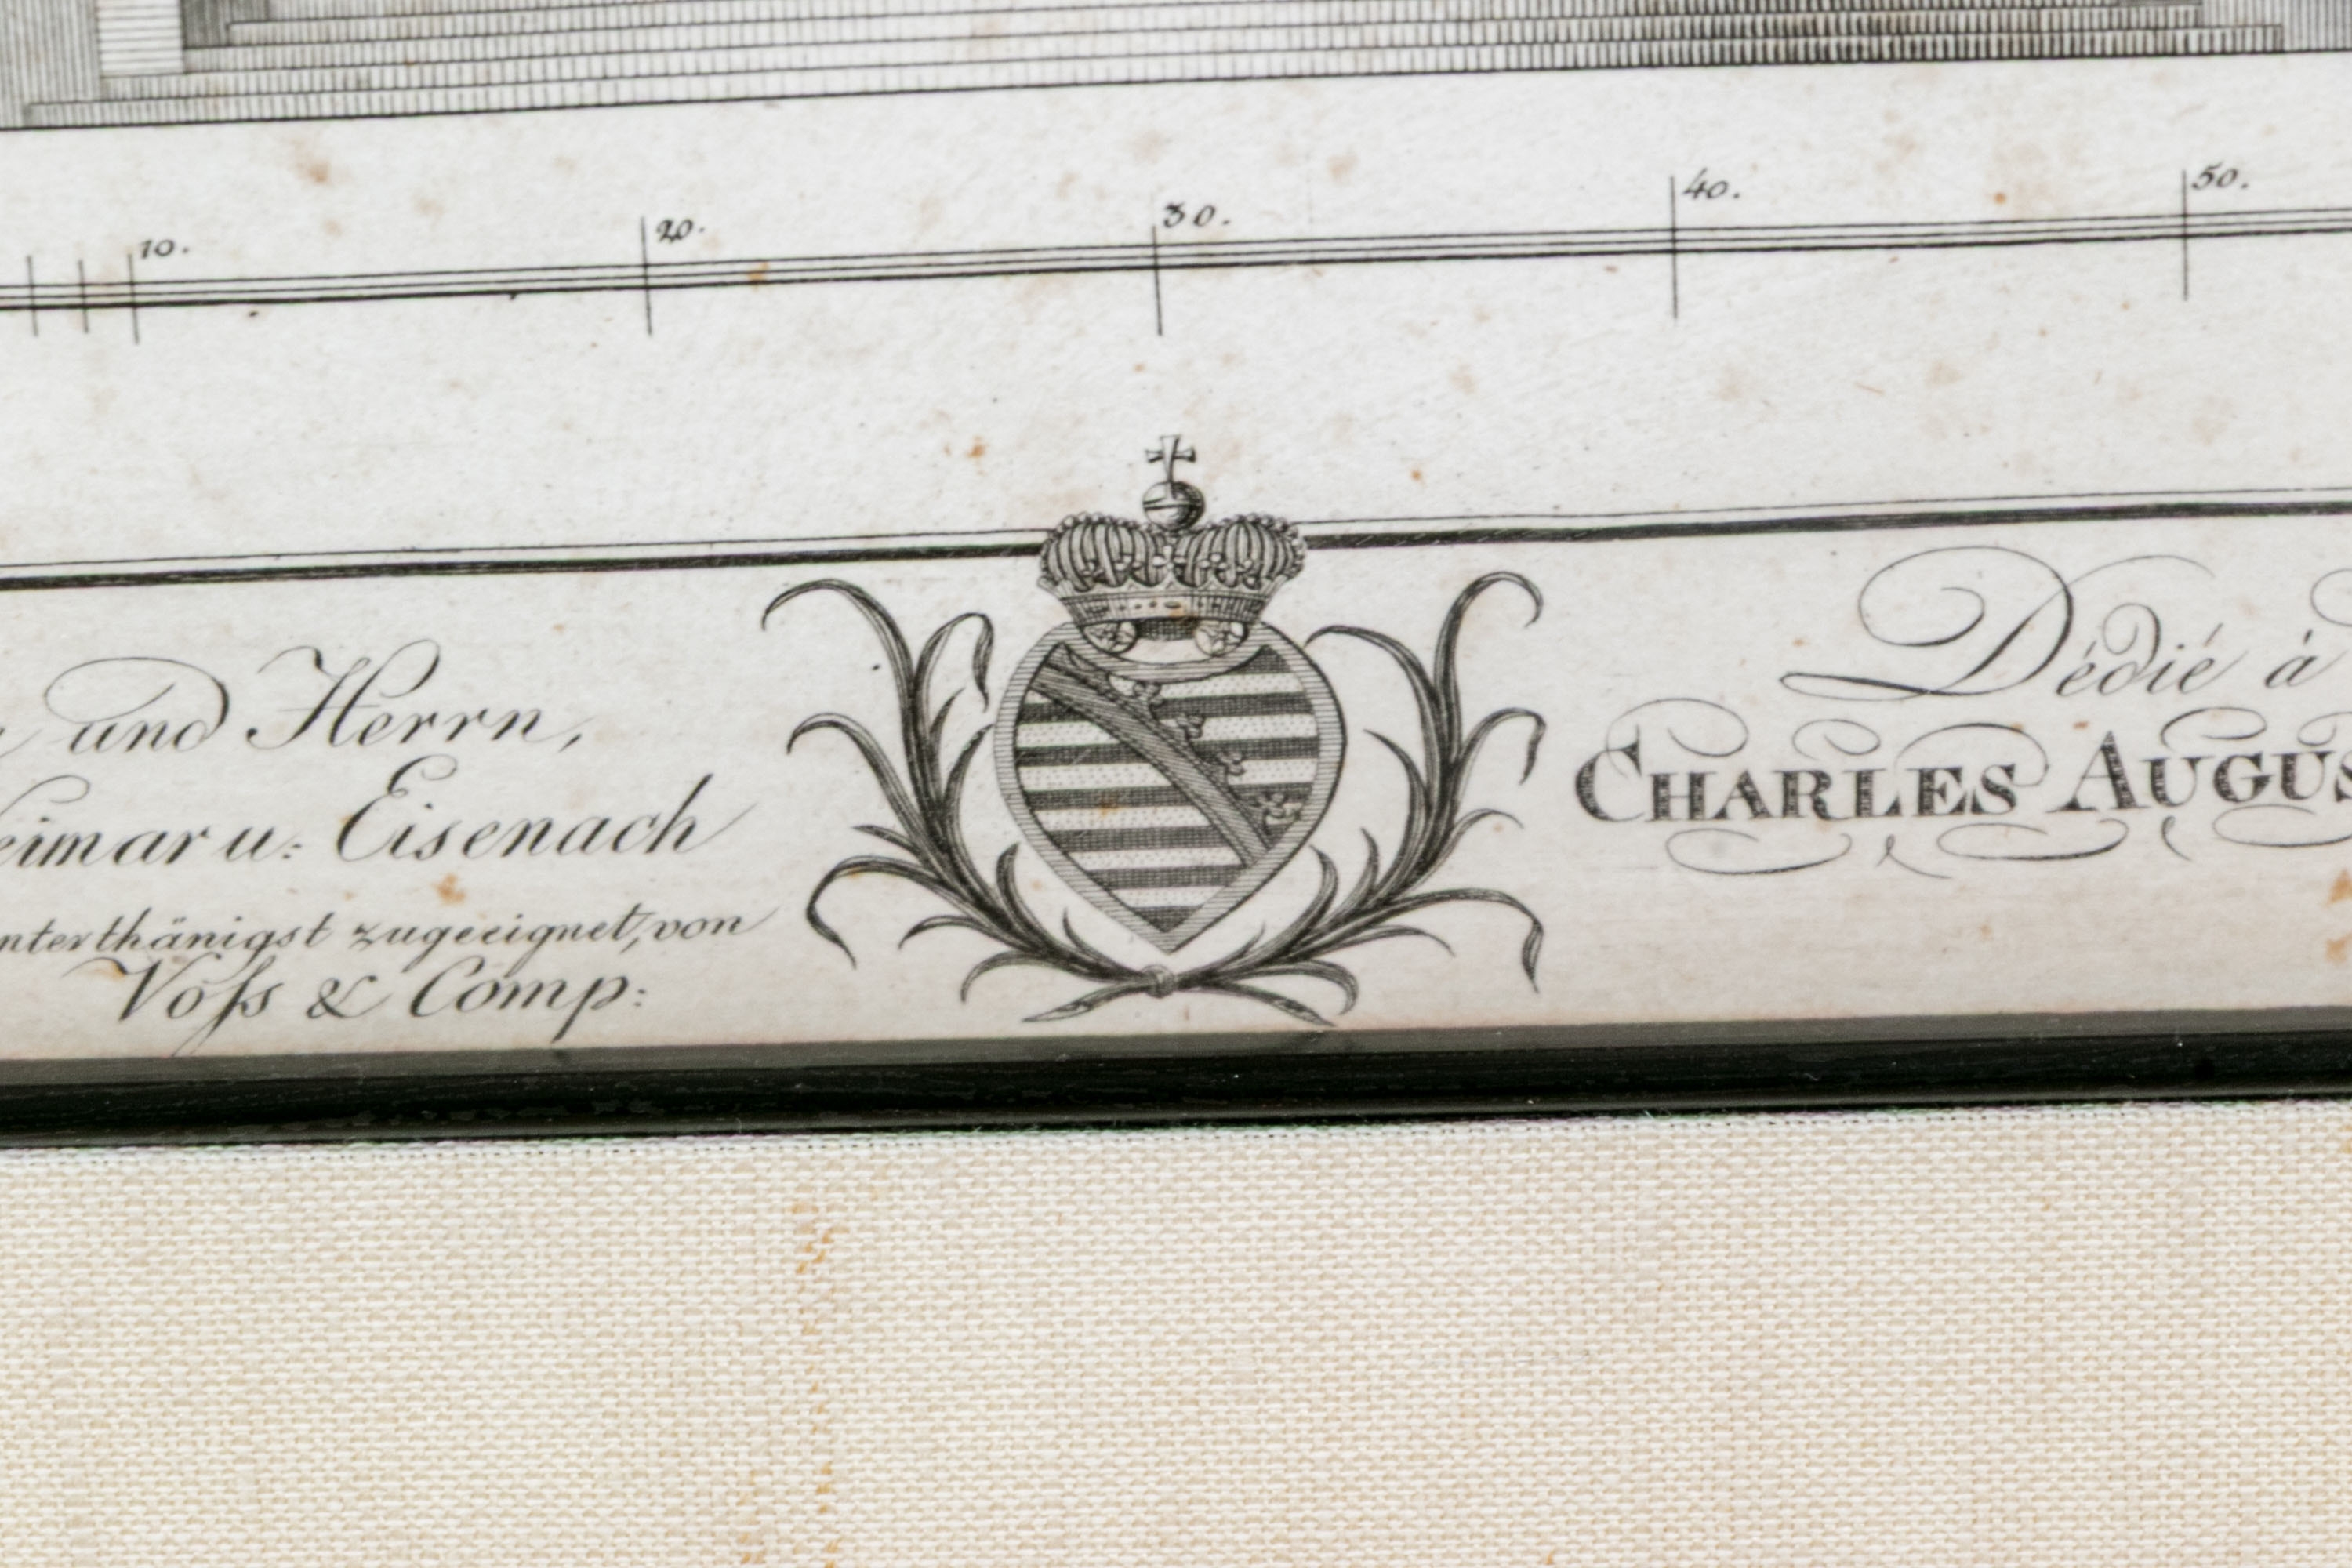 10. 20. 30. 40. 50.
und Herrn,
eimar u: Eisenach
nterthänigst zugeeignet, von
Voſs & Comp:
Dédié à
CHARLES AUGUS